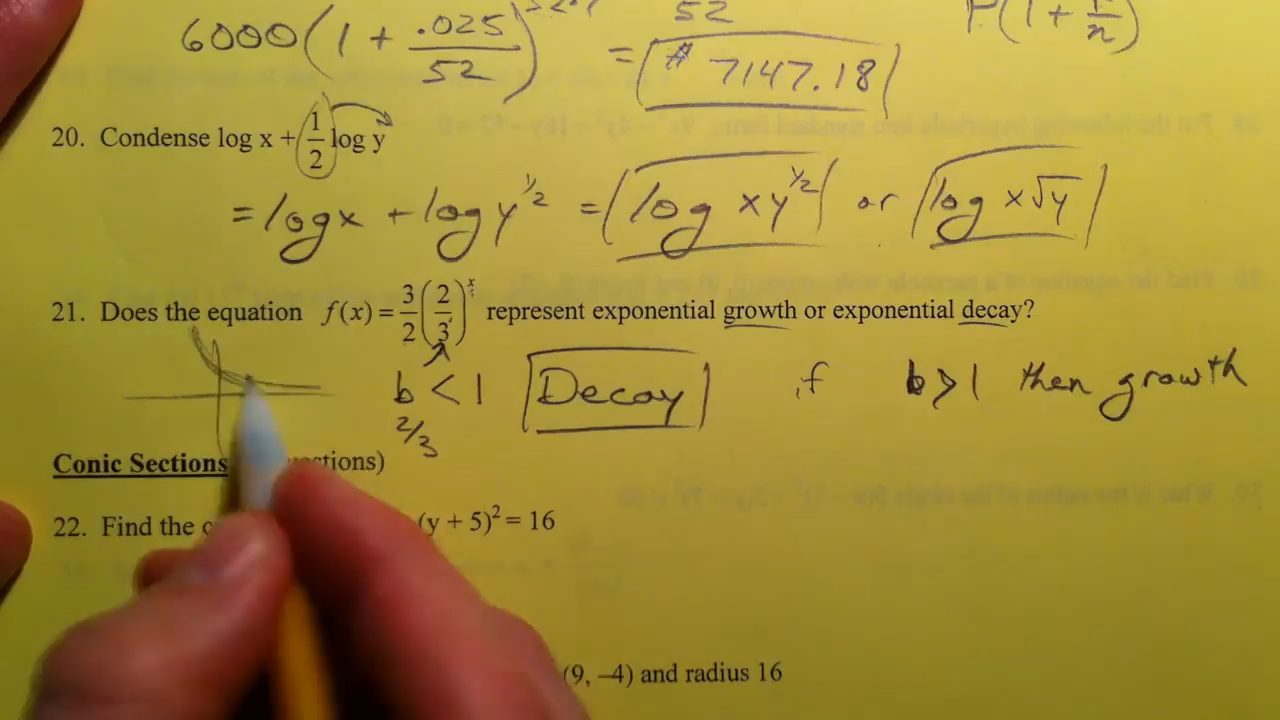 6000(1 + .025/52) 52
= $7147.18 P(1 + r/n)
20. Condense log x + (1/2) log y
= log x + log y^1/2 = log xy^1/2 or log x√y
21. Does the equation f(x) = 3/2 (2/3)^x represent exponential growth or exponential decay?
b < 1 Decay if b > 1 then growth
2/3
Conic Sections
22. Find the (y + 5)² = 16
(9, –4) and radius 16